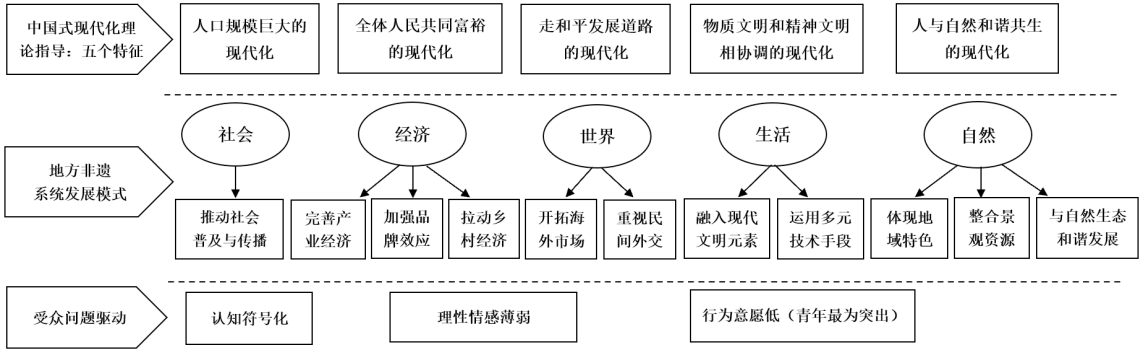 中国式现代化理
论指导：五个特征
人口规模巨大的
现代化
全体人民共同富裕
的现代化
走和平发展道路
的现代化
物质文明和精神文明
相协调的现代化
人与自然和谐共生
的现代化
地方非遗
系统发展模式
社会
经济
世界
生活
自然
推动社会
普及与传播
完善产
业经济
加强品
牌效应
拉动乡
村经济
开拓海
外市场
重视民
间外交
融入现代
文明元素
运用多元
技术手段
体现地
域特色
整合景
观资源
与自然生态
和谐发展
受众问题驱动
认知符号化
理性情感薄弱
行为意愿低（青年最为突出）